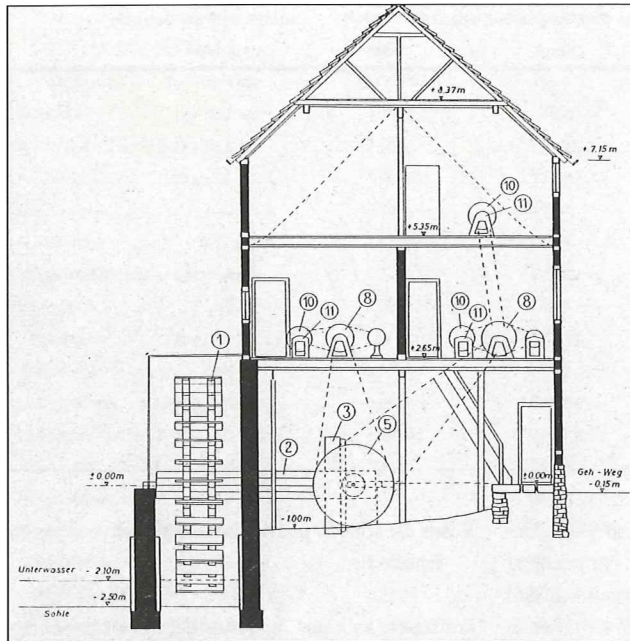 + 8.37m
+ 7.15m
10
11
+5.35m
10
11
8
10
11
8
1
+2.65m
3
5
2
± 0.00m
±0.00m
Geh - Weg
- 0.15m
-1.00m
Unterwasser
- 2.10m
- 2.50m
Sohle